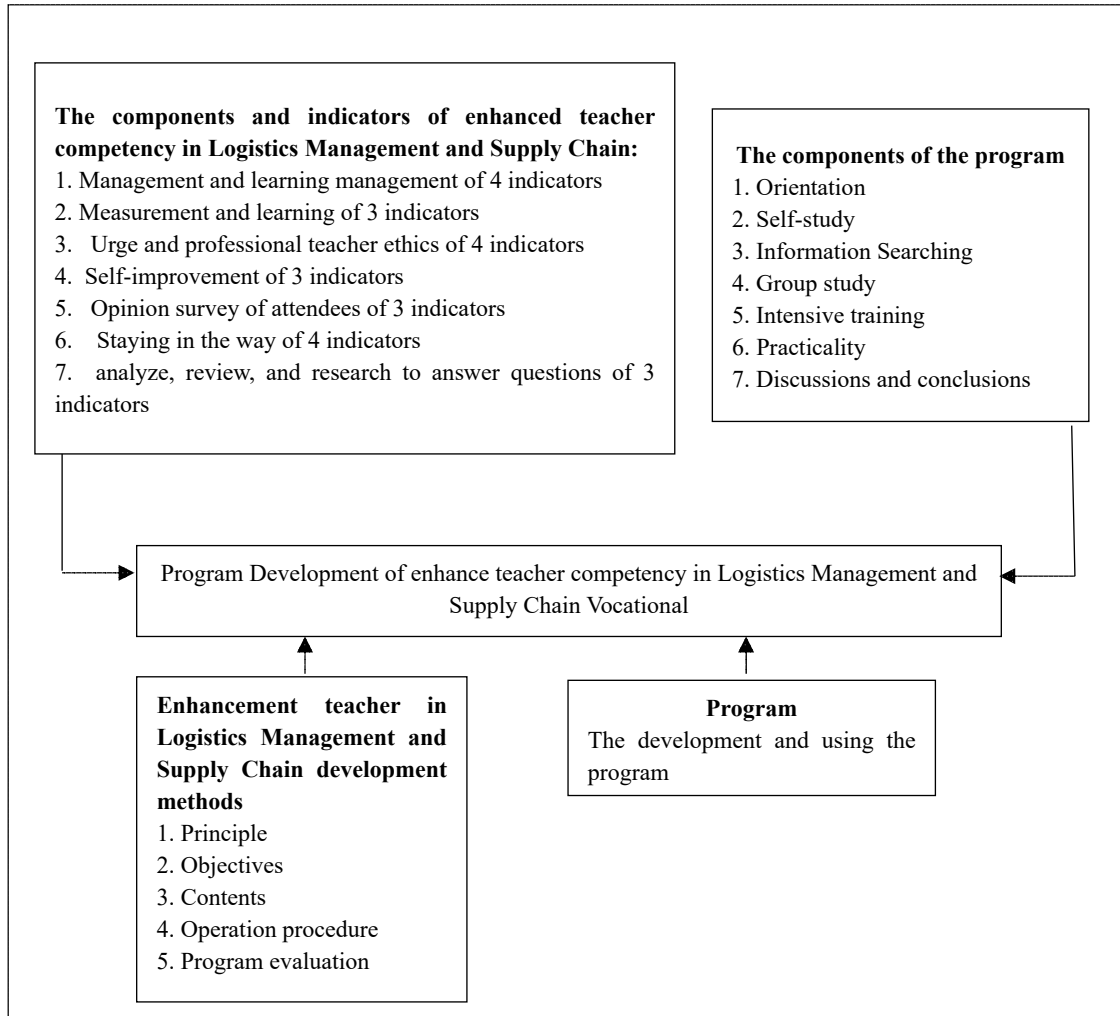 The components and indicators of enhanced teacher
competency in Logistics Management and Supply Chain:
1. Management and learning management of 4 indicators
2. Measurement and learning of 3 indicators
3. Urge and professional teacher ethics of 4 indicators
4. Self-improvement of 3 indicators
5. Opinion survey of attendees of 3 indicators
6. Staying in the way of 4 indicators
7. analyze, review, and research to answer questions of 3
indicators
The components of the program
1. Orientation
2. Self-study
3. Information Searching
4. Group study
5. Intensive training
6. Practicality
7. Discussions and conclusions
Program Development of enhance teacher competency in Logistics Management and
Supply Chain Vocational
Enhancement teacher in
Logistics Management and
Supply Chain development
methods
1. Principle
2. Objectives
3. Contents
4. Operation procedure
5. Program evaluation
Program
The development and using the
program